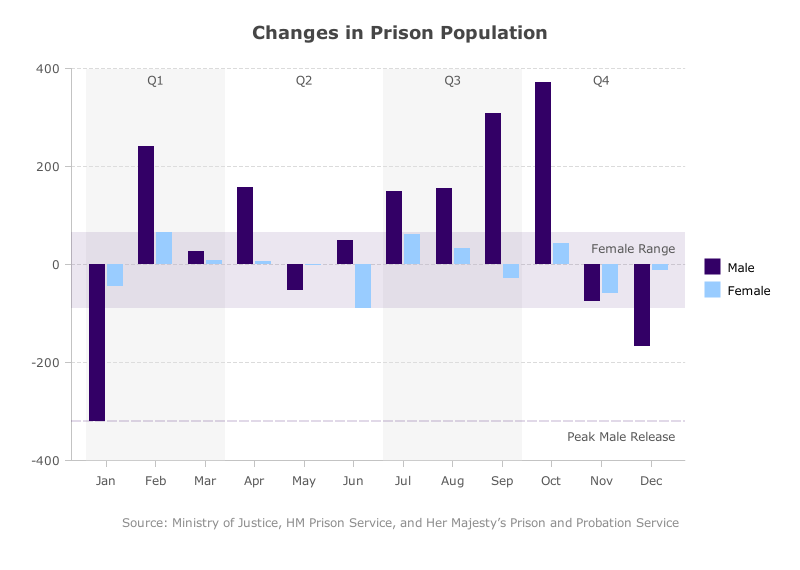 Changes in Prison Population
400
Q1 Q2 Q3 Q4
200
Female Range
0
Male
Female
-200
Peak Male Release
-400
Jan Feb Mar Apr May Jun Jul Aug Sep Oct Nov Dec
Source: Ministry of Justice, HM Prison Service, and Her Majesty’s Prison and Probation Service